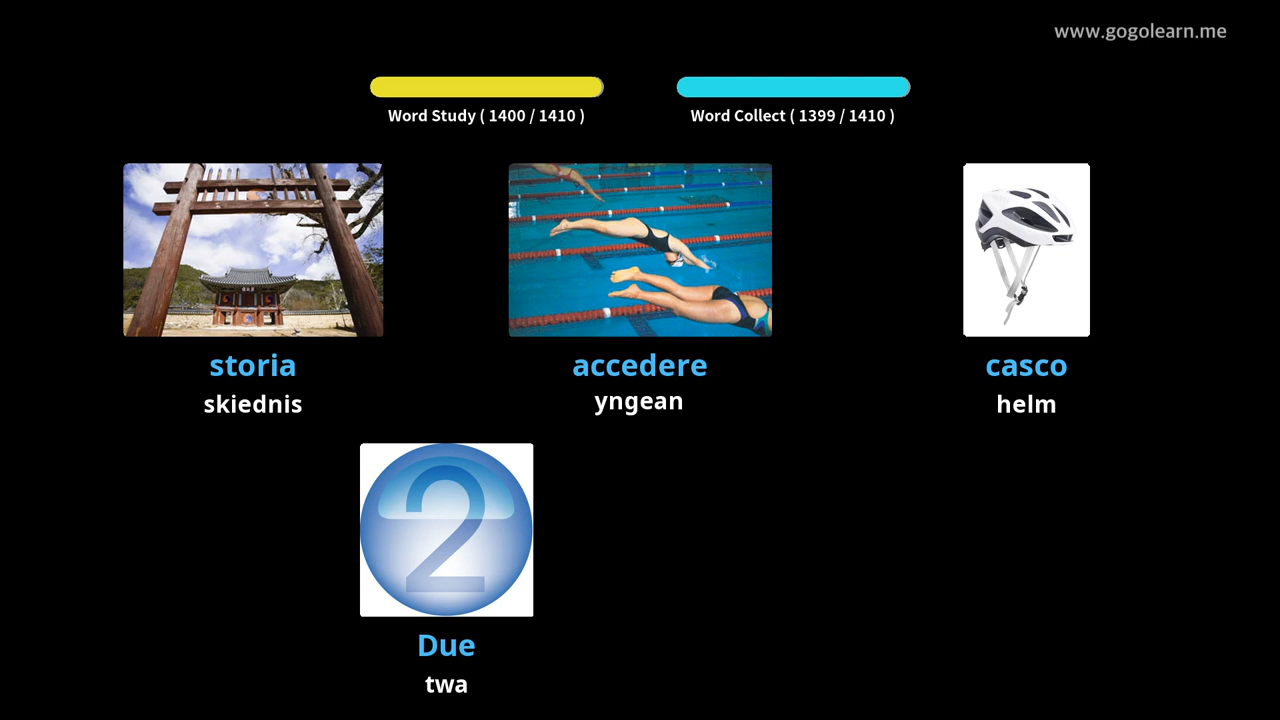 www.gogolearn.me
Word Study ( 1400 / 1410 )
Word Collect ( 1399 / 1410 )
storia
skiednis
accedere
yngean
casco
helm
2
Due
twa